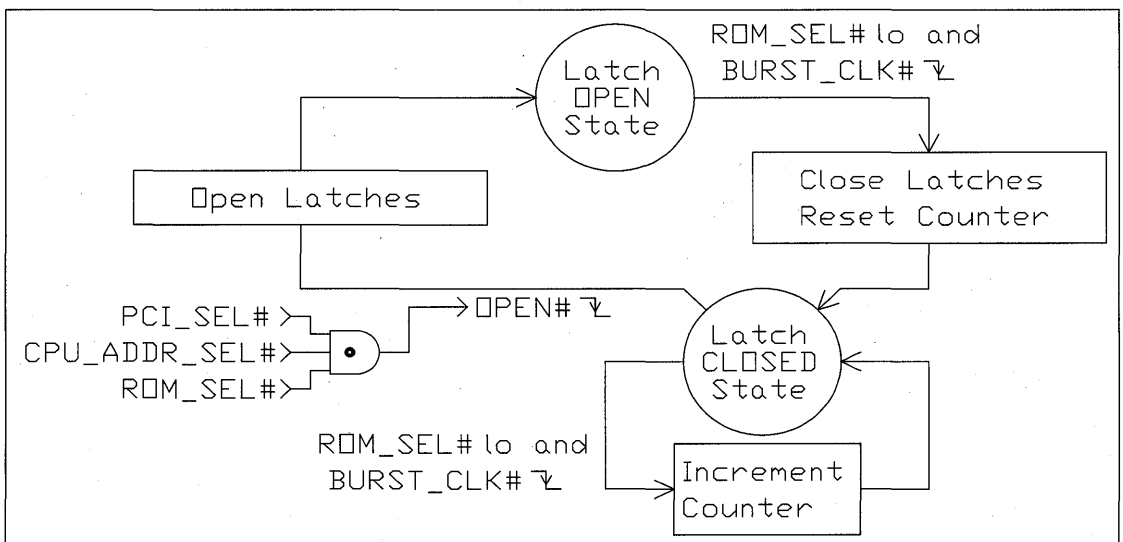 Latch
OPEN
State
ROM_SEL# lo and
BURST_CLK#
Open Latches
Close Latches
Reset Counter
PCI_SEL#
OPEN#
CPU_ADDR_SEL#
ROM_SEL#
Latch
CLOSED
State
ROM_SEL# lo and
BURST_CLK#
Increment
Counter